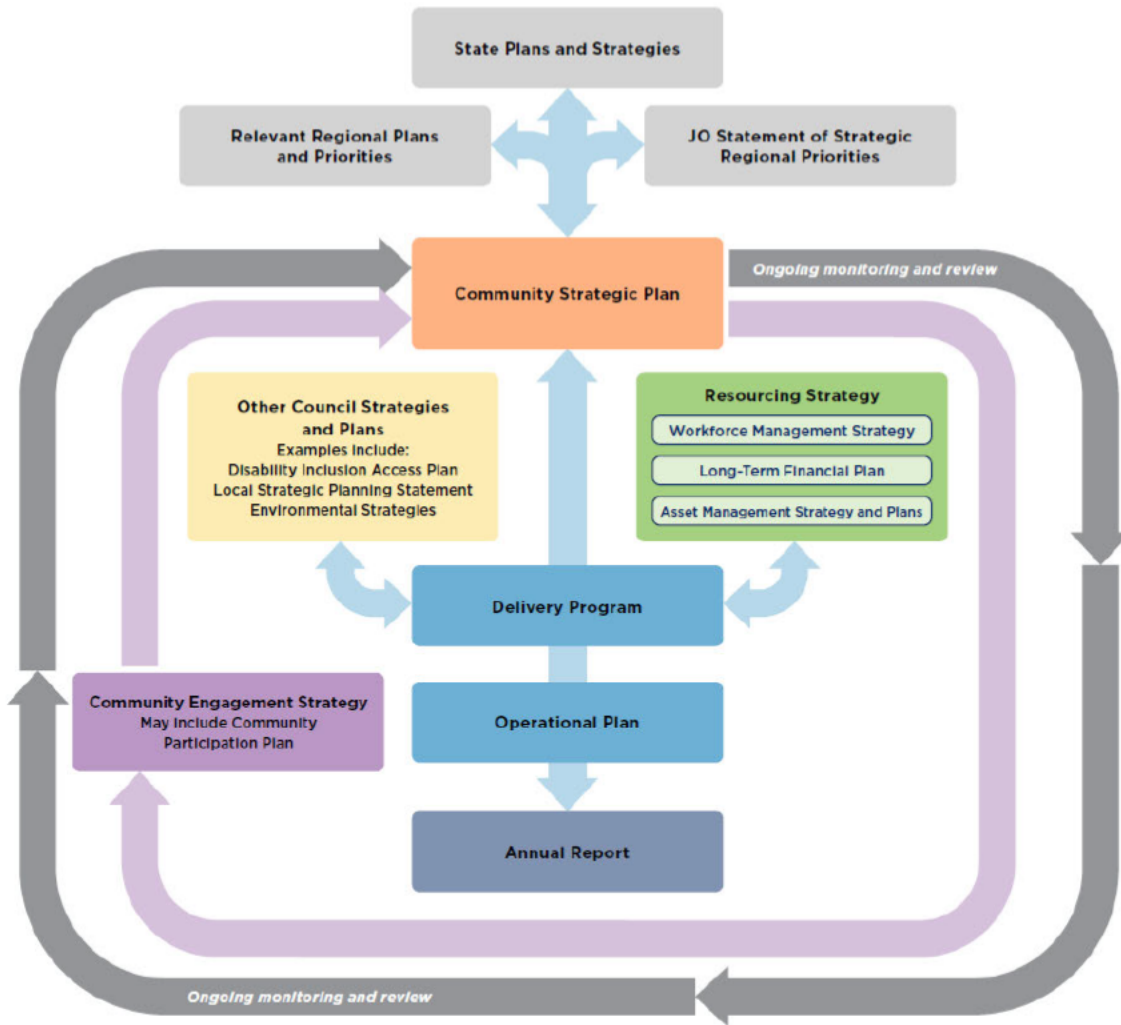 State Plans and Strategies
Relevant Regional Plans
and Priorities
JO Statement of Strategic
Regional Priorities
Ongoing monitoring and review
Community Strategic Plan
Other Council Strategies
and Plans
Examples include:
Disability Inclusion Access Plan
Local Strategic Planning Statement
Environmental Strategies
Resourcing Strategy
Workforce Management Strategy
Long-Term Financial Plan
Asset Management Strategy and Plans
Delivery Program
Community Engagement Strategy
May include Community
Participation Plan
Operational Plan
Annual Report
Ongoing monitoring and review